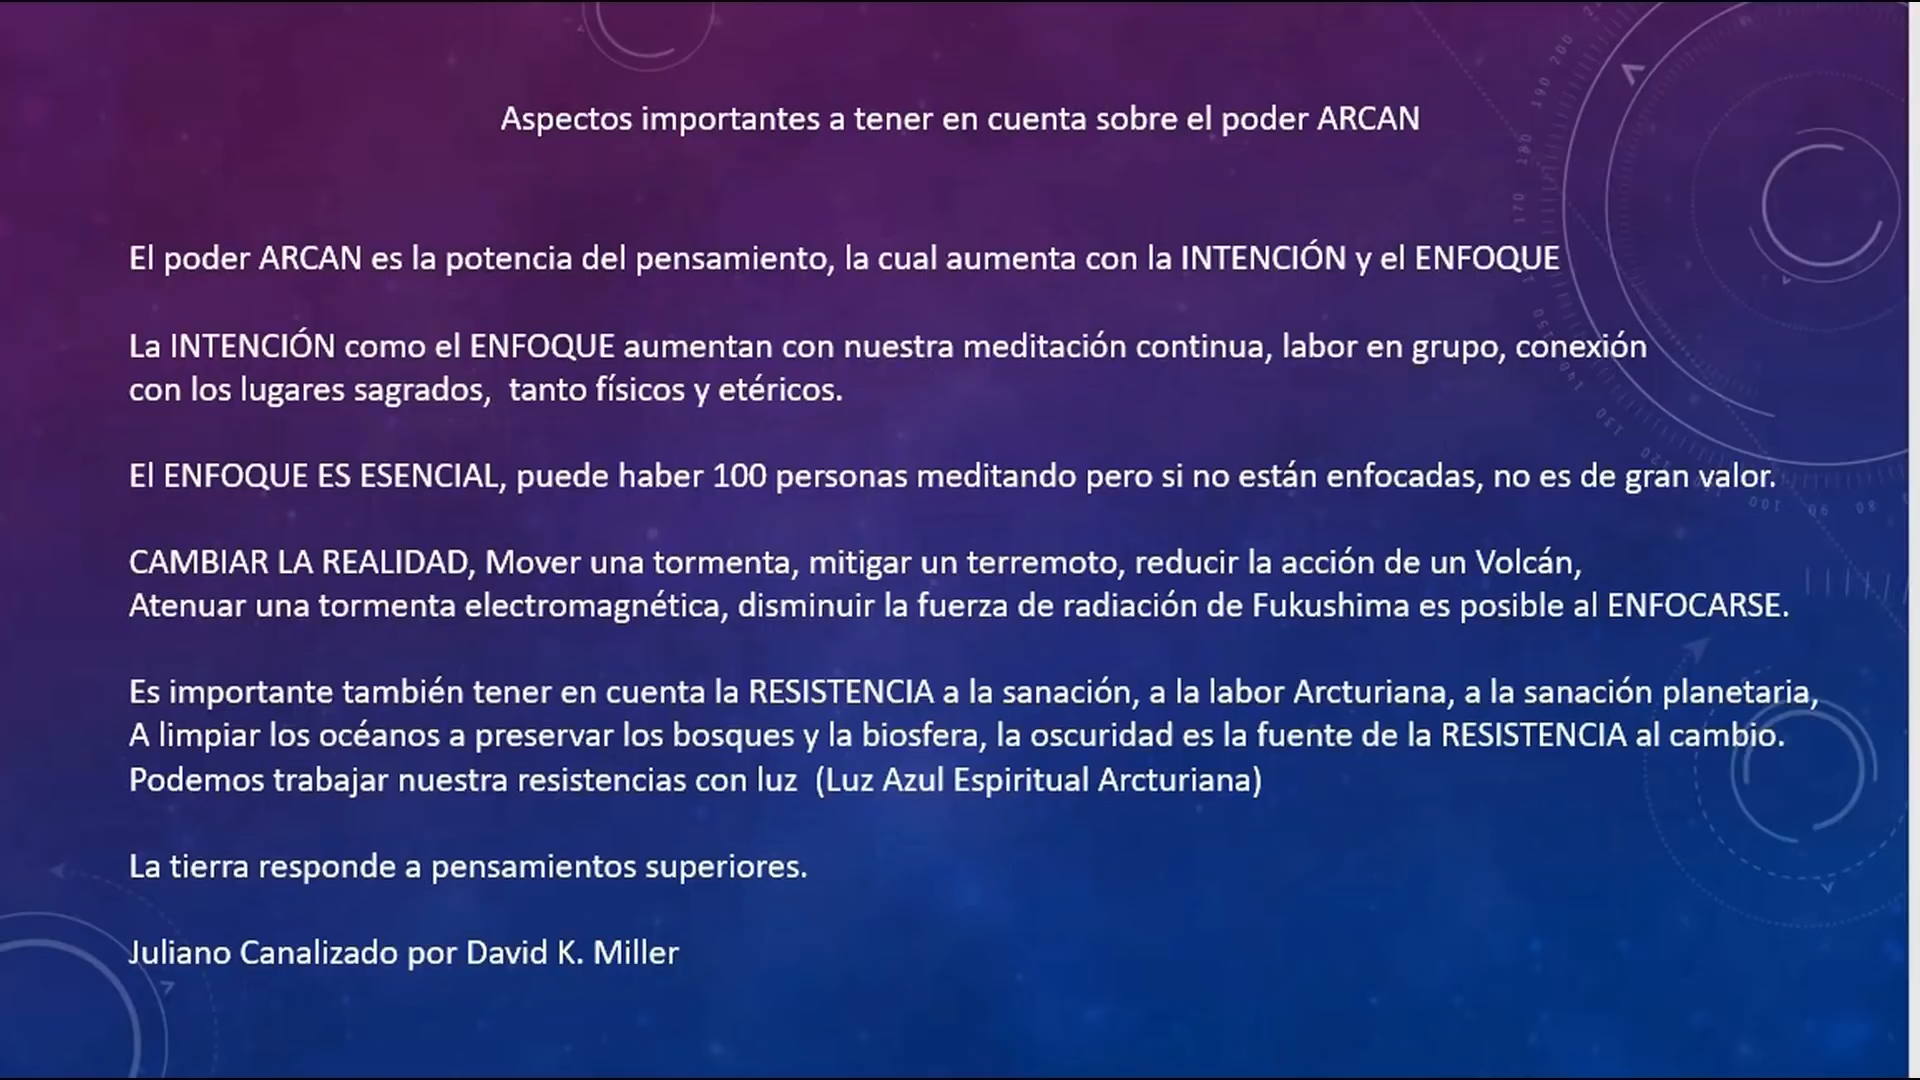 Aspectos importantes a tener en cuenta sobre el poder ARCAN
El poder ARCAN es la potencia del pensamiento, la cual aumenta con la INTENCIÓN y el ENFOQUE
La INTENCIÓN como el ENFOQUE aumentan con nuestra meditación continua, labor en grupo, conexión
con los lugares sagrados, tanto físicos y etéricos.
El ENFOQUE ES ESENCIAL, puede haber 100 personas meditando pero si no están enfocadas, no es de gran valor.
CAMBIAR LA REALIDAD, Mover una tormenta, mitigar un terremoto, reducir la acción de un Volcán,
Atenuar una tormenta electromagnética, disminuir la fuerza de radiación de Fukushima es posible al ENFOCARSE.
Es importante también tener en cuenta la RESISTENCIA a la sanación, a la labor Arcturiana, a la sanación planetaria,
A limpiar los océanos a preservar los bosques y la biosfera, la oscuridad es la fuente de la RESISTENCIA al cambio.
Podemos trabajar nuestra resistencias con luz (Luz Azul Espiritual Arcturiana)
La tierra responde a pensamientos superiores.
Juliano Canalizado por David K. Miller